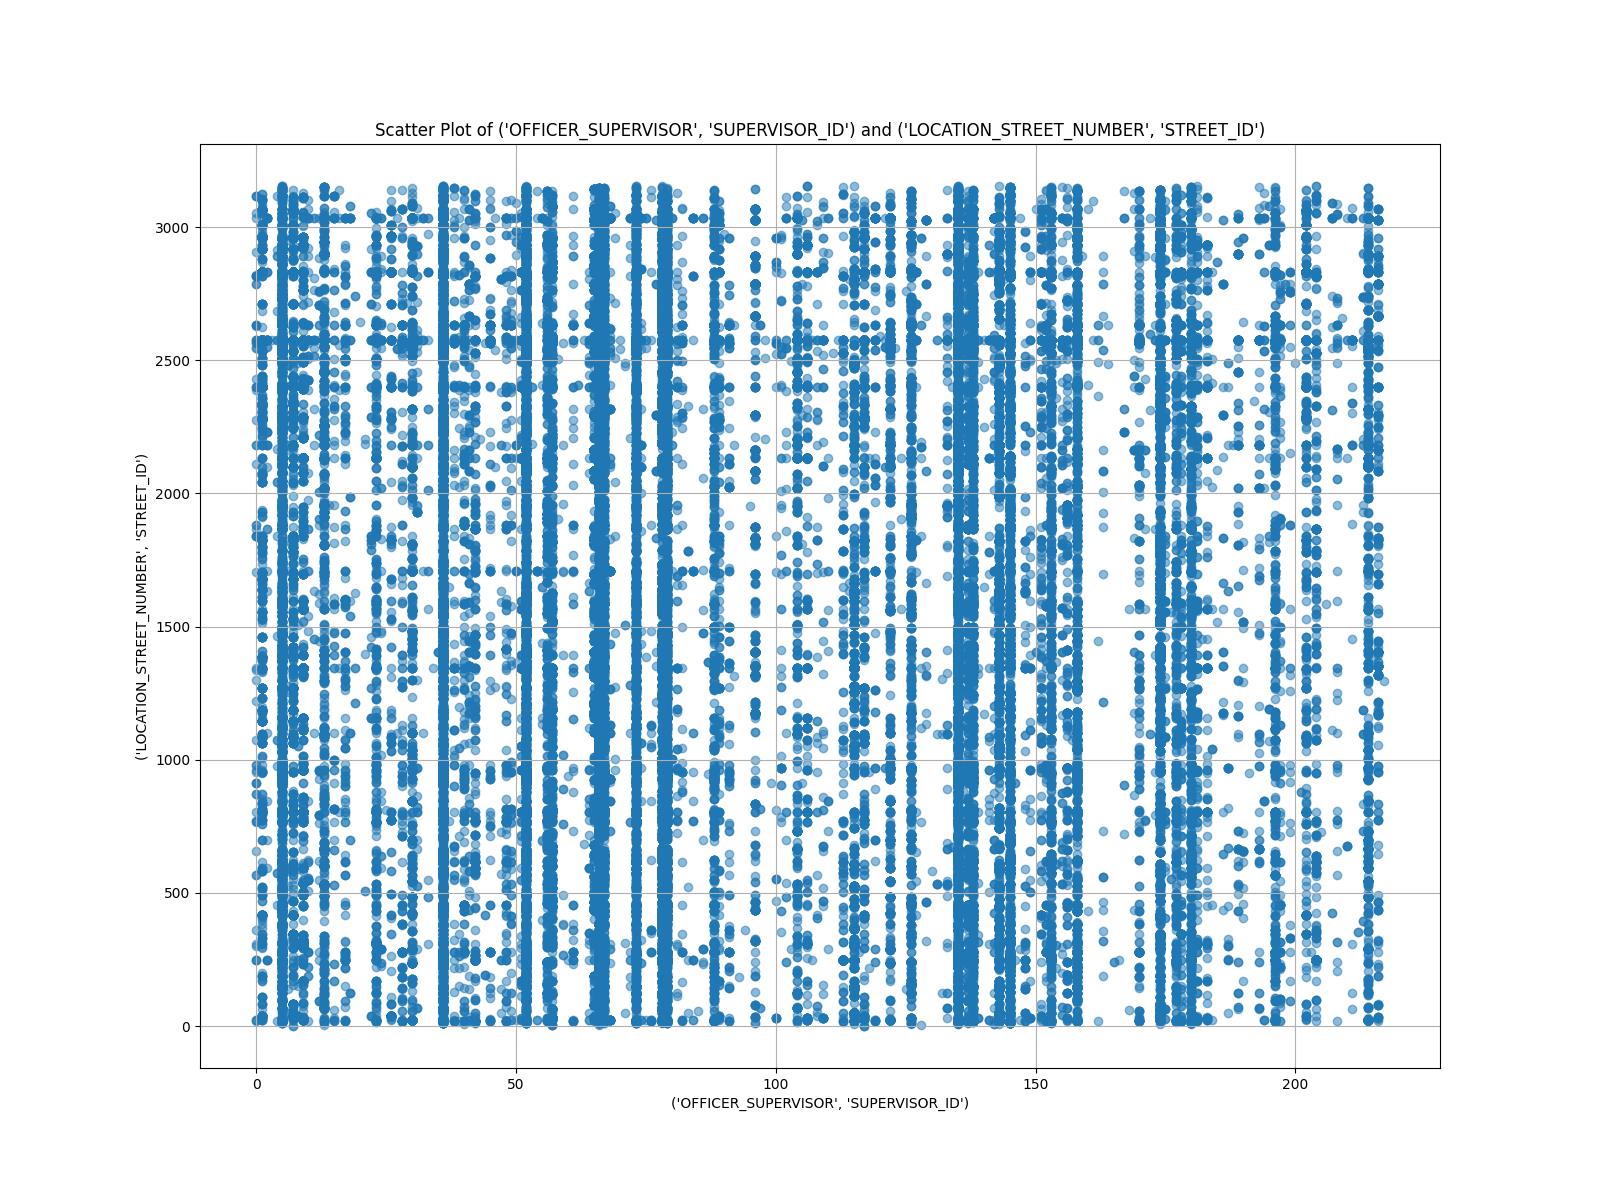 Scatter Plot of ('OFFICER_SUPERVISOR', 'SUPERVISOR_ID') and ('LOCATION_STREET_NUMBER', 'STREET_ID')
('LOCATION_STREET_NUMBER', 'STREET_ID')
3000
2500
2000
1500
1000
500
0
0 50 100 150 200
('OFFICER_SUPERVISOR', 'SUPERVISOR_ID')